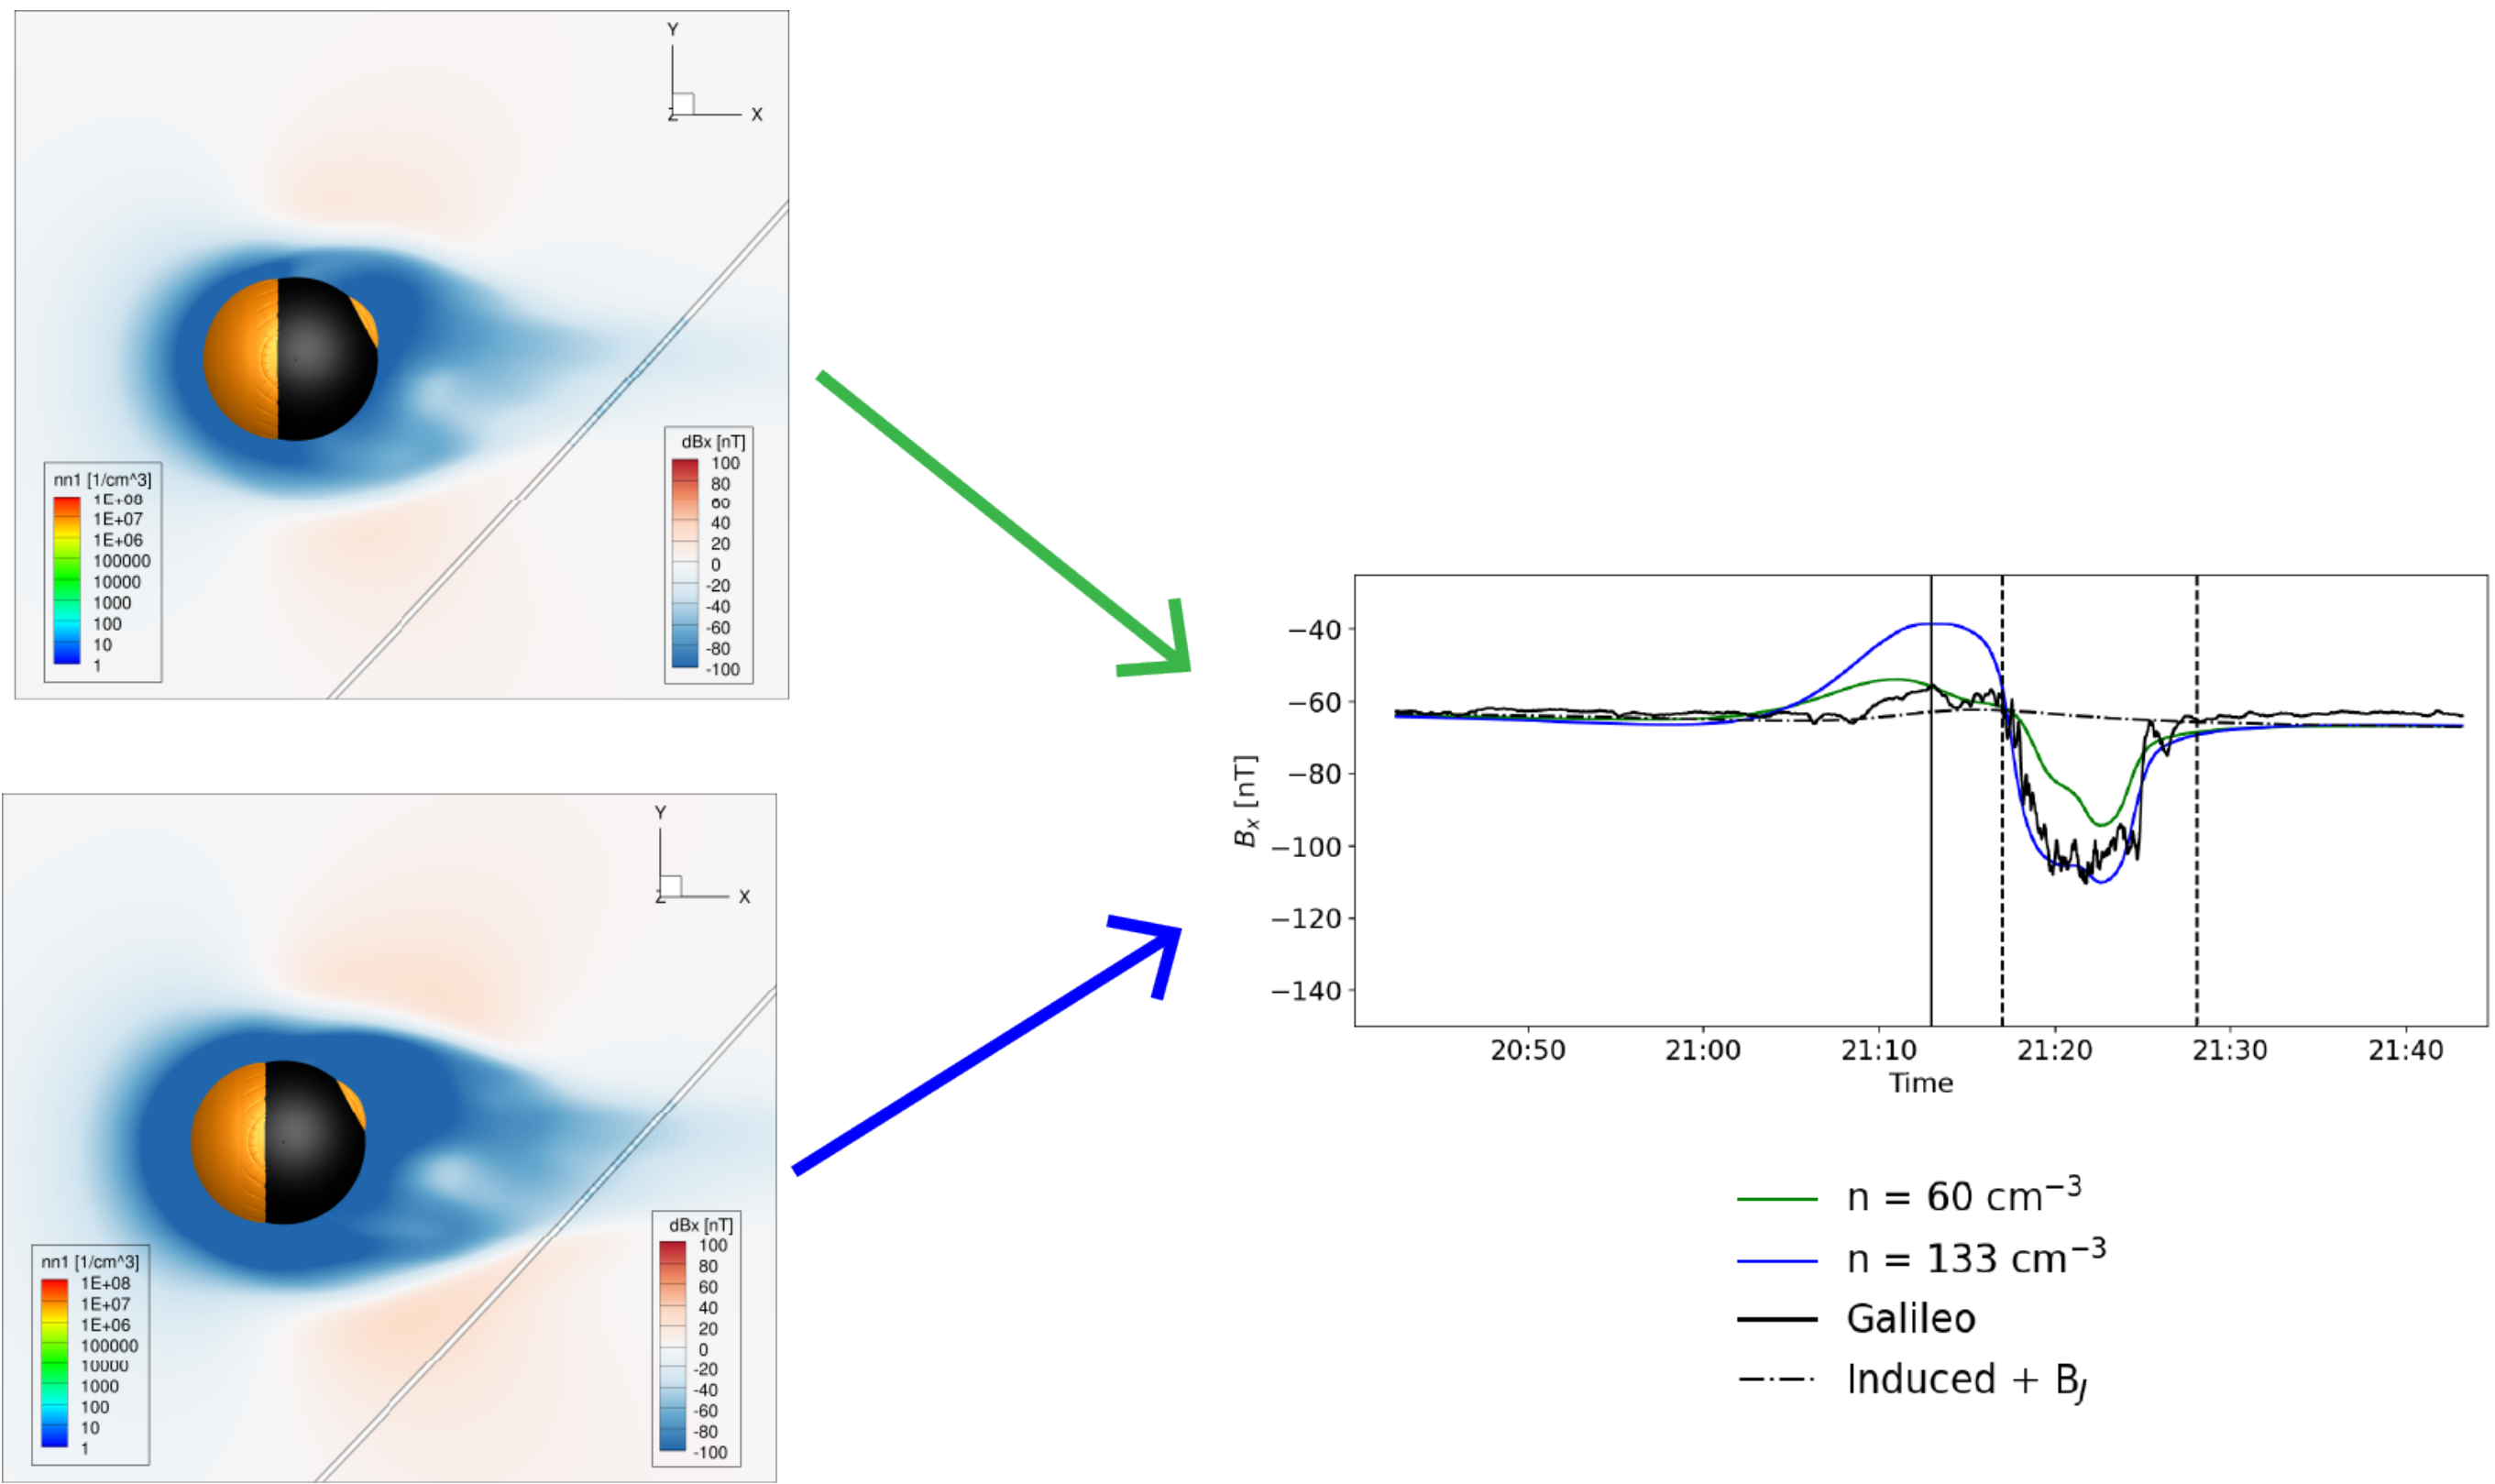 Y
X
Z
nn1 [1/cm^3]
1E+08
1E+07
1E+06
100000
10000
1000
100
10
1
dBx [nT]
100
80
60
40
20
0
-20
-40
-60
-80
-100
Y
X
Z
nn1 [1/cm^3]
1E+08
1E+07
1E+06
100000
10000
1000
100
10
1
dBx [nT]
100
80
60
40
20
0
-20
-40
-60
-80
-100
Bₓ [nT]
−40
−60
−80
−100
−120
−140
20:50 21:00 21:10 21:20 21:30 21:40
Time
n = 60 cm⁻³
n = 133 cm⁻³
Galileo
Induced + B_J